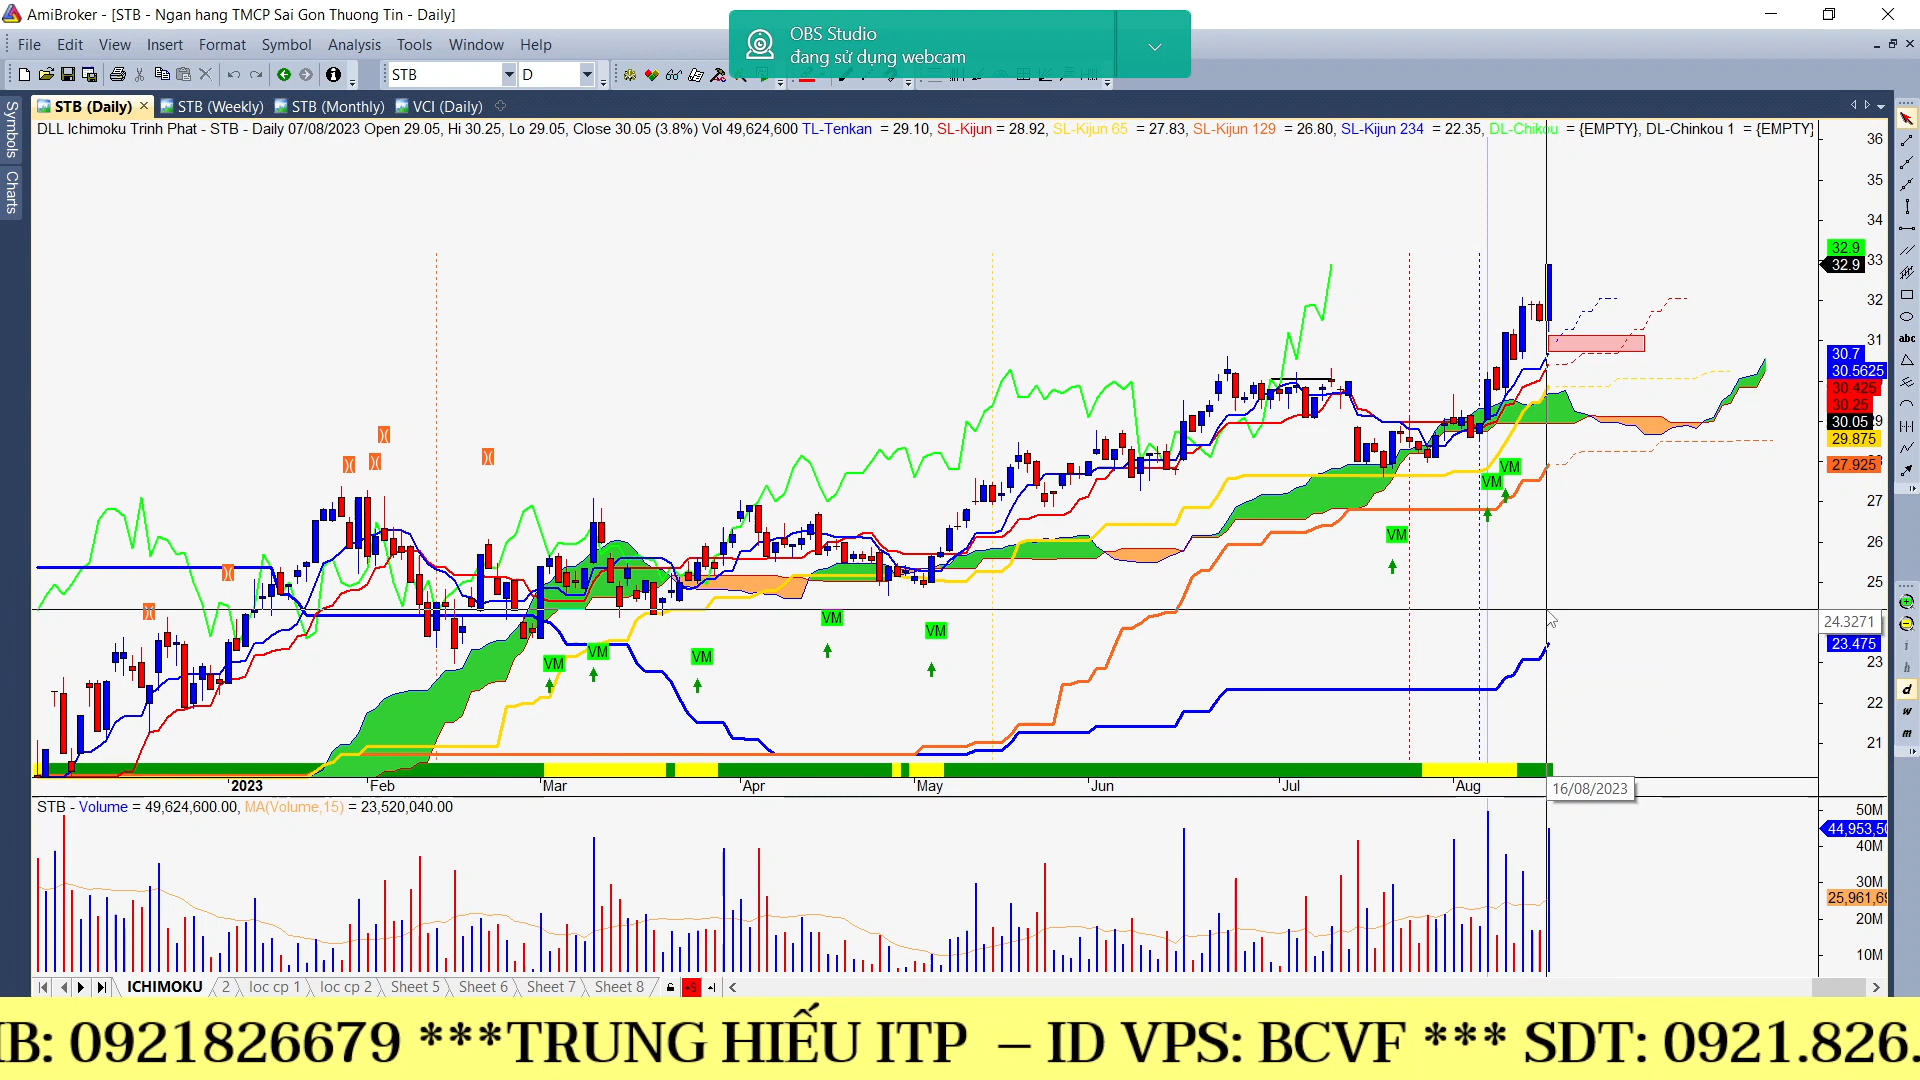 AmiBroker - [STB - Ngan hang TMCP Sai Gon Thuong Tin - Daily]
OBS Studio
đang sử dụng webcam
File Edit View Insert Format Symbol Analysis Tools Window Help
STB D
STB (Daily) STB (Weekly) STB (Monthly) VCI (Daily)
Symbols
Charts
DLL Ichimoku Trinh Phat - STB - Daily 07/08/2023 Open 29.05, Hi 30.25, Lo 29.05, Close 30.05 (3.8%) Vol 49,624,600 TL-Tenkan = 29.10, SL-Kijun = 28.92, SL-Kijun 65 = 27.83, SL-Kijun 129 = 26.80, SL-Kijun 234 = 22.35, DL-Chikou = {EMPTY}, DL-Chinkou 1 = {EMPTY}
36
35
34
32.9
33
32.9
32
31
30.7
30.5625
30.425
30.25
30.05
29.875
27.925
27
26
25
24.3271
23.475
23
22
21
abc
VM
VM
VM
VM
VM
VM
VM
VM
i
h
d
w
m
2023 Feb Mar Apr May Jun Jul Aug
16/08/2023
STB - Volume = 49,624,600.00, MA(Volume,15) = 23,520,040.00
50M
44,953,50
40M
30M
25,961,69
20M
10M
ICHIMOKU 2 loc cp 1 loc cp 2 Sheet 5 Sheet 6 Sheet 7 Sheet 8
IB: 0921826679 ***TRUNG HIẾU ITP – ID VPS: BCVF *** SDT: 0921.826.